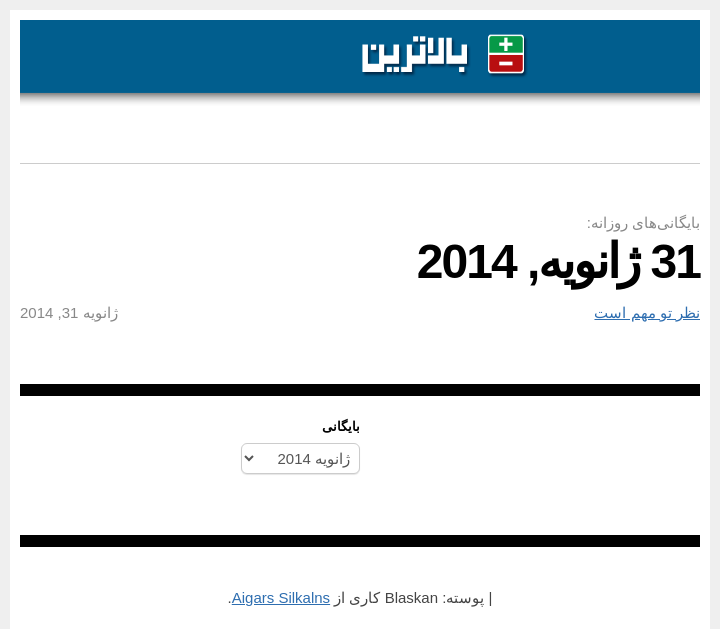 بالاترین
بایگانی‌های روزانه:
31 ژانویه, 2014
نظر تو مهم است
ژانویه 31, 2014
بایگانی
ژانویه 2014
| پوسته: Blaskan کاری از Aigars Silkalns.